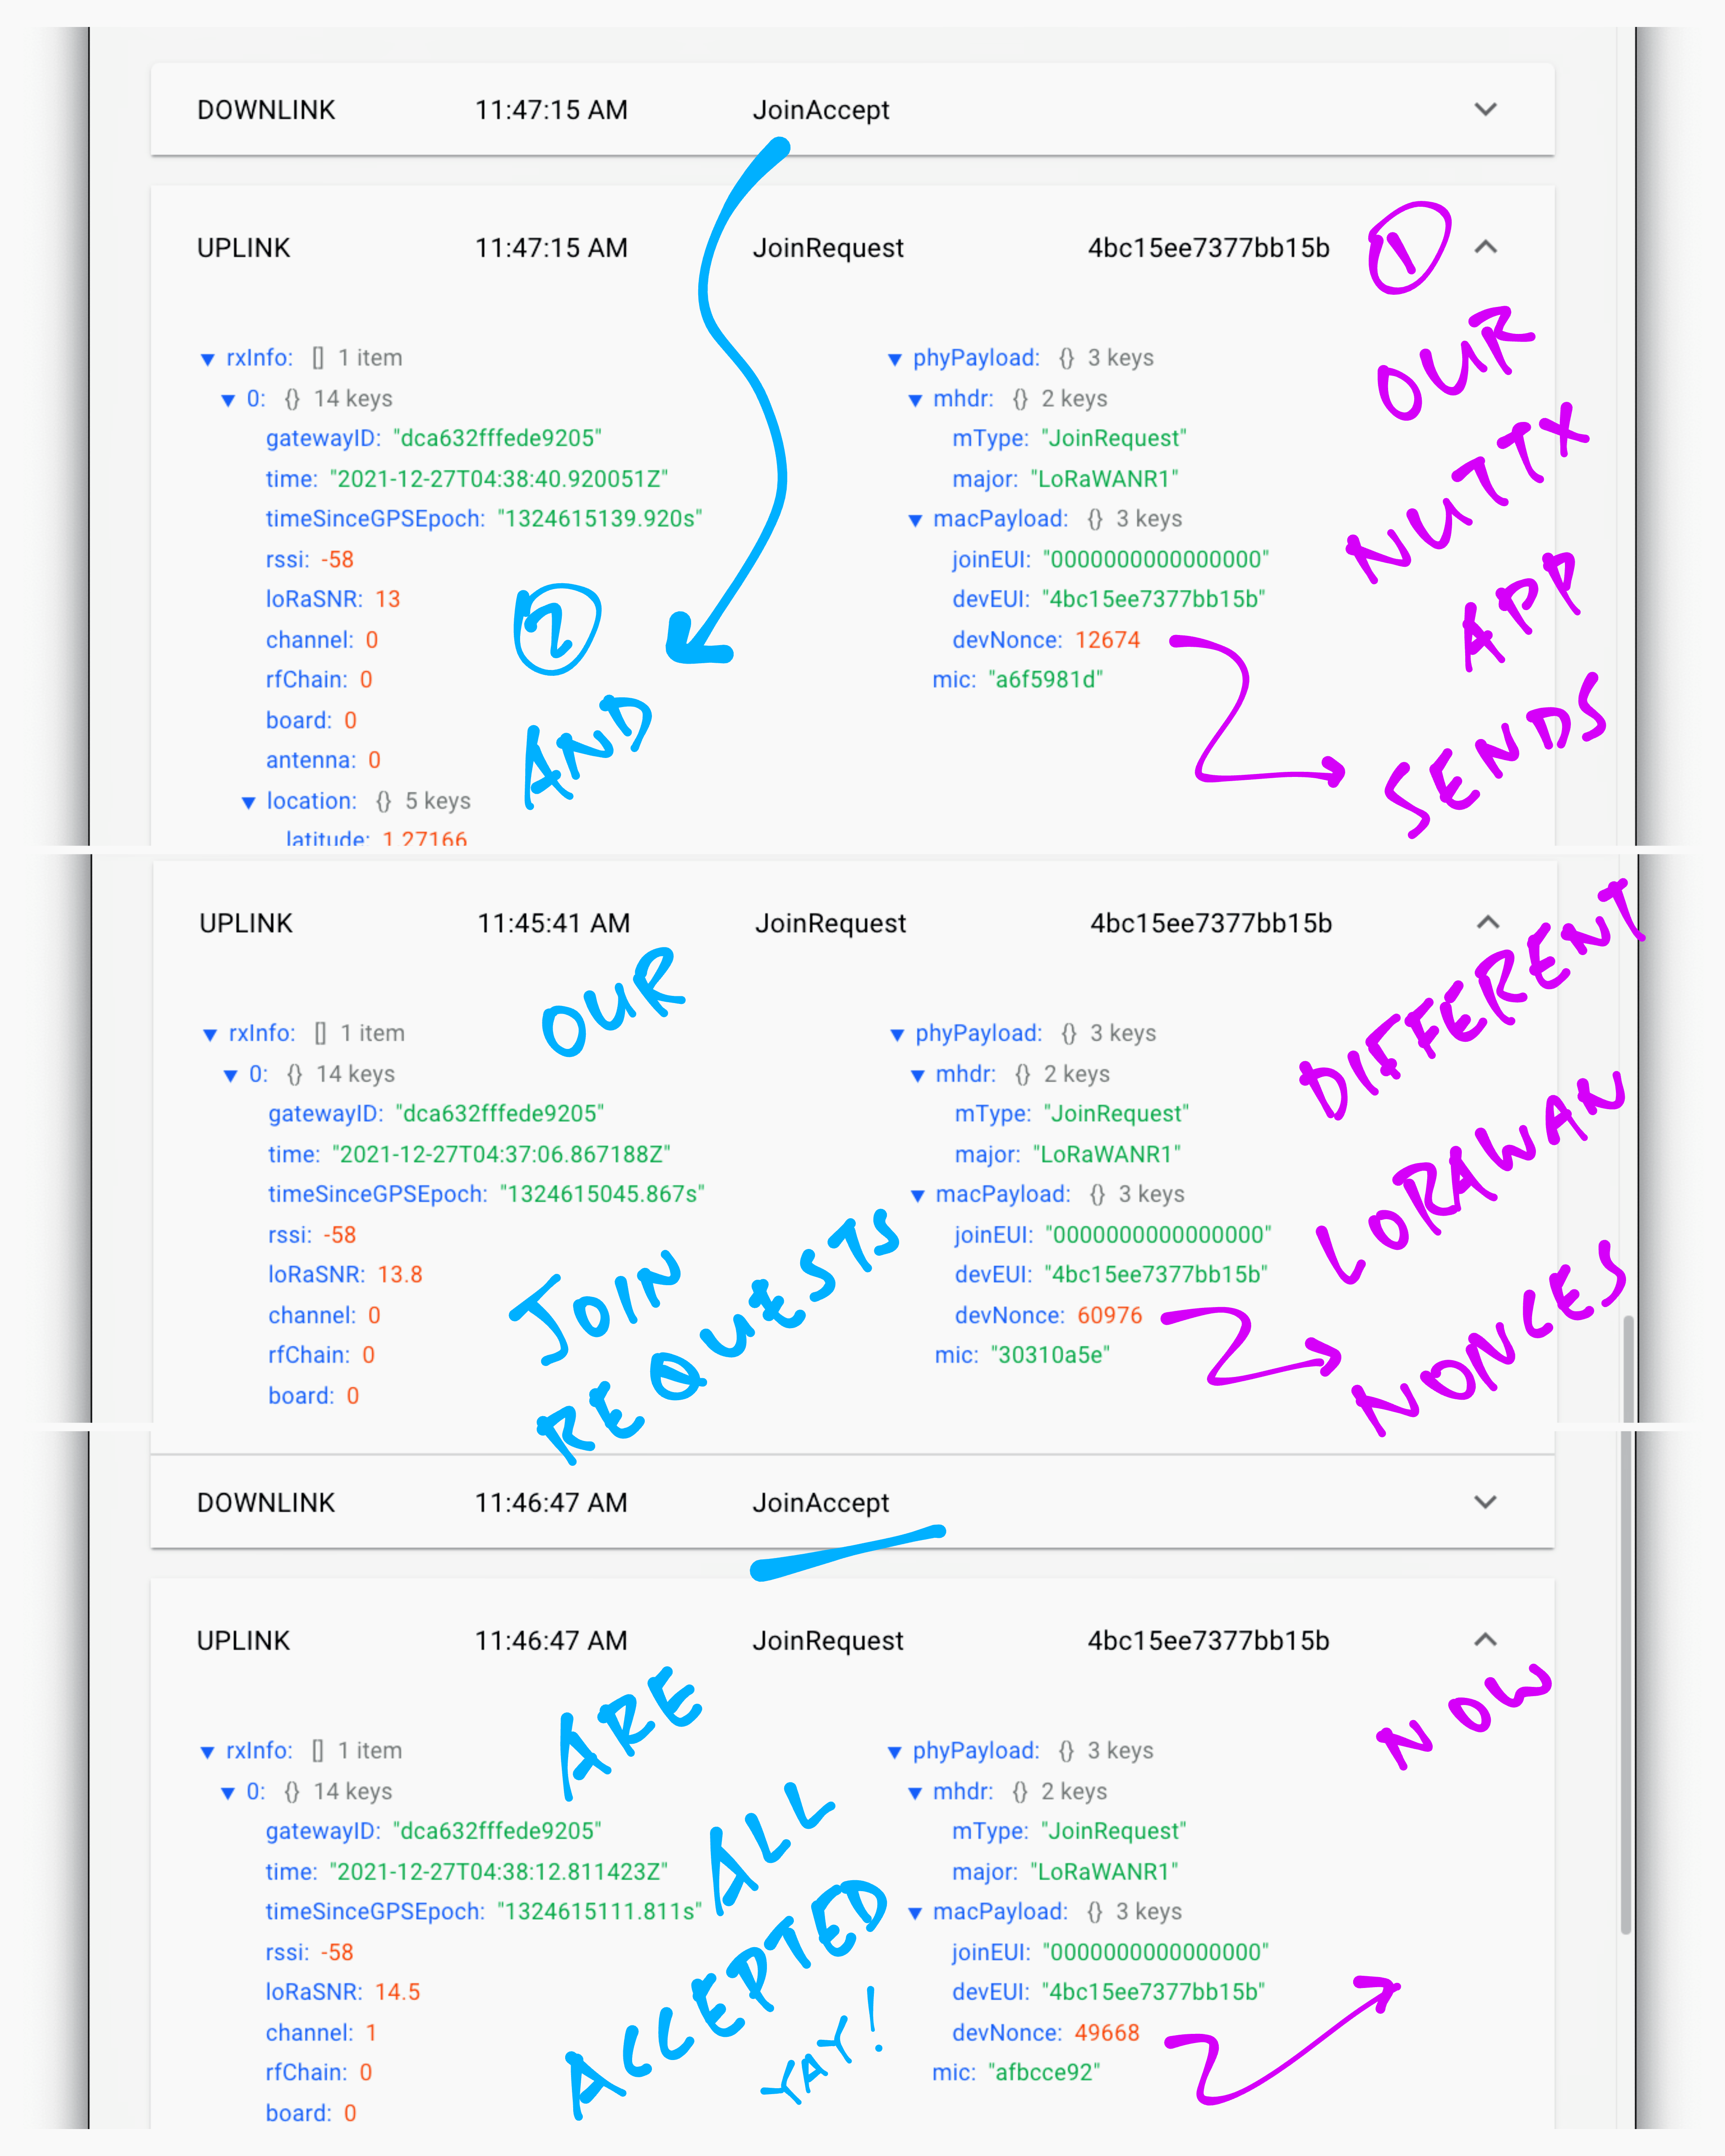 DOWNLINK 11:47:15 AM JoinAccept
UPLINK 11:47:15 AM JoinRequest 4bc15ee7377bb15b
▼ rxInfo: [] 1 item
▼ 0: {} 14 keys
gatewayID: "dca632fffede9205"
time: "2021-12-27T04:38:40.920051Z"
timeSinceGPSEpoch: "1324615139.920s"
rssi: -58
loRaSNR: 13
channel: 0
rfChain: 0
board: 0
antenna: 0
▼ location: {} 5 keys
latitude: 1.27166
▼ phyPayload: {} 3 keys
▼ mhdr: {} 2 keys
mType: "JoinRequest"
major: "LoRaWANR1"
▼ macPayload: {} 3 keys
joinEUI: "0000000000000000"
devEUI: "4bc15ee7377bb15b"
devNonce: 12674
mic: "a6f5981d"
UPLINK 11:45:41 AM JoinRequest 4bc15ee7377bb15b
▼ rxInfo: [] 1 item
▼ 0: {} 14 keys
gatewayID: "dca632fffede9205"
time: "2021-12-27T04:37:06.867188Z"
timeSinceGPSEpoch: "1324615045.867s"
rssi: -58
loRaSNR: 13.8
channel: 0
rfChain: 0
board: 0
▼ phyPayload: {} 3 keys
▼ mhdr: {} 2 keys
mType: "JoinRequest"
major: "LoRaWANR1"
▼ macPayload: {} 3 keys
joinEUI: "0000000000000000"
devEUI: "4bc15ee7377bb15b"
devNonce: 60976
mic: "30310a5e"
DOWNLINK 11:46:47 AM JoinAccept
UPLINK 11:46:47 AM JoinRequest 4bc15ee7377bb15b
▼ rxInfo: [] 1 item
▼ 0: {} 14 keys
gatewayID: "dca632fffede9205"
time: "2021-12-27T04:38:12.811423Z"
timeSinceGPSEpoch: "1324615111.811s"
rssi: -58
loRaSNR: 14.5
channel: 1
rfChain: 0
board: 0
▼ phyPayload: {} 3 keys
▼ mhdr: {} 2 keys
mType: "JoinRequest"
major: "LoRaWANR1"
▼ macPayload: {} 3 keys
joinEUI: "0000000000000000"
devEUI: "4bc15ee7377bb15b"
devNonce: 49668
mic: "afbcce92"
1
OUR
NUTTX
APP
SENDS
DIFFERENT
LORAWAN
NONCES
NOW
2
AND
OUR
JOIN
REQUESTS
ARE
ALL
ACCEPTED
YAY!